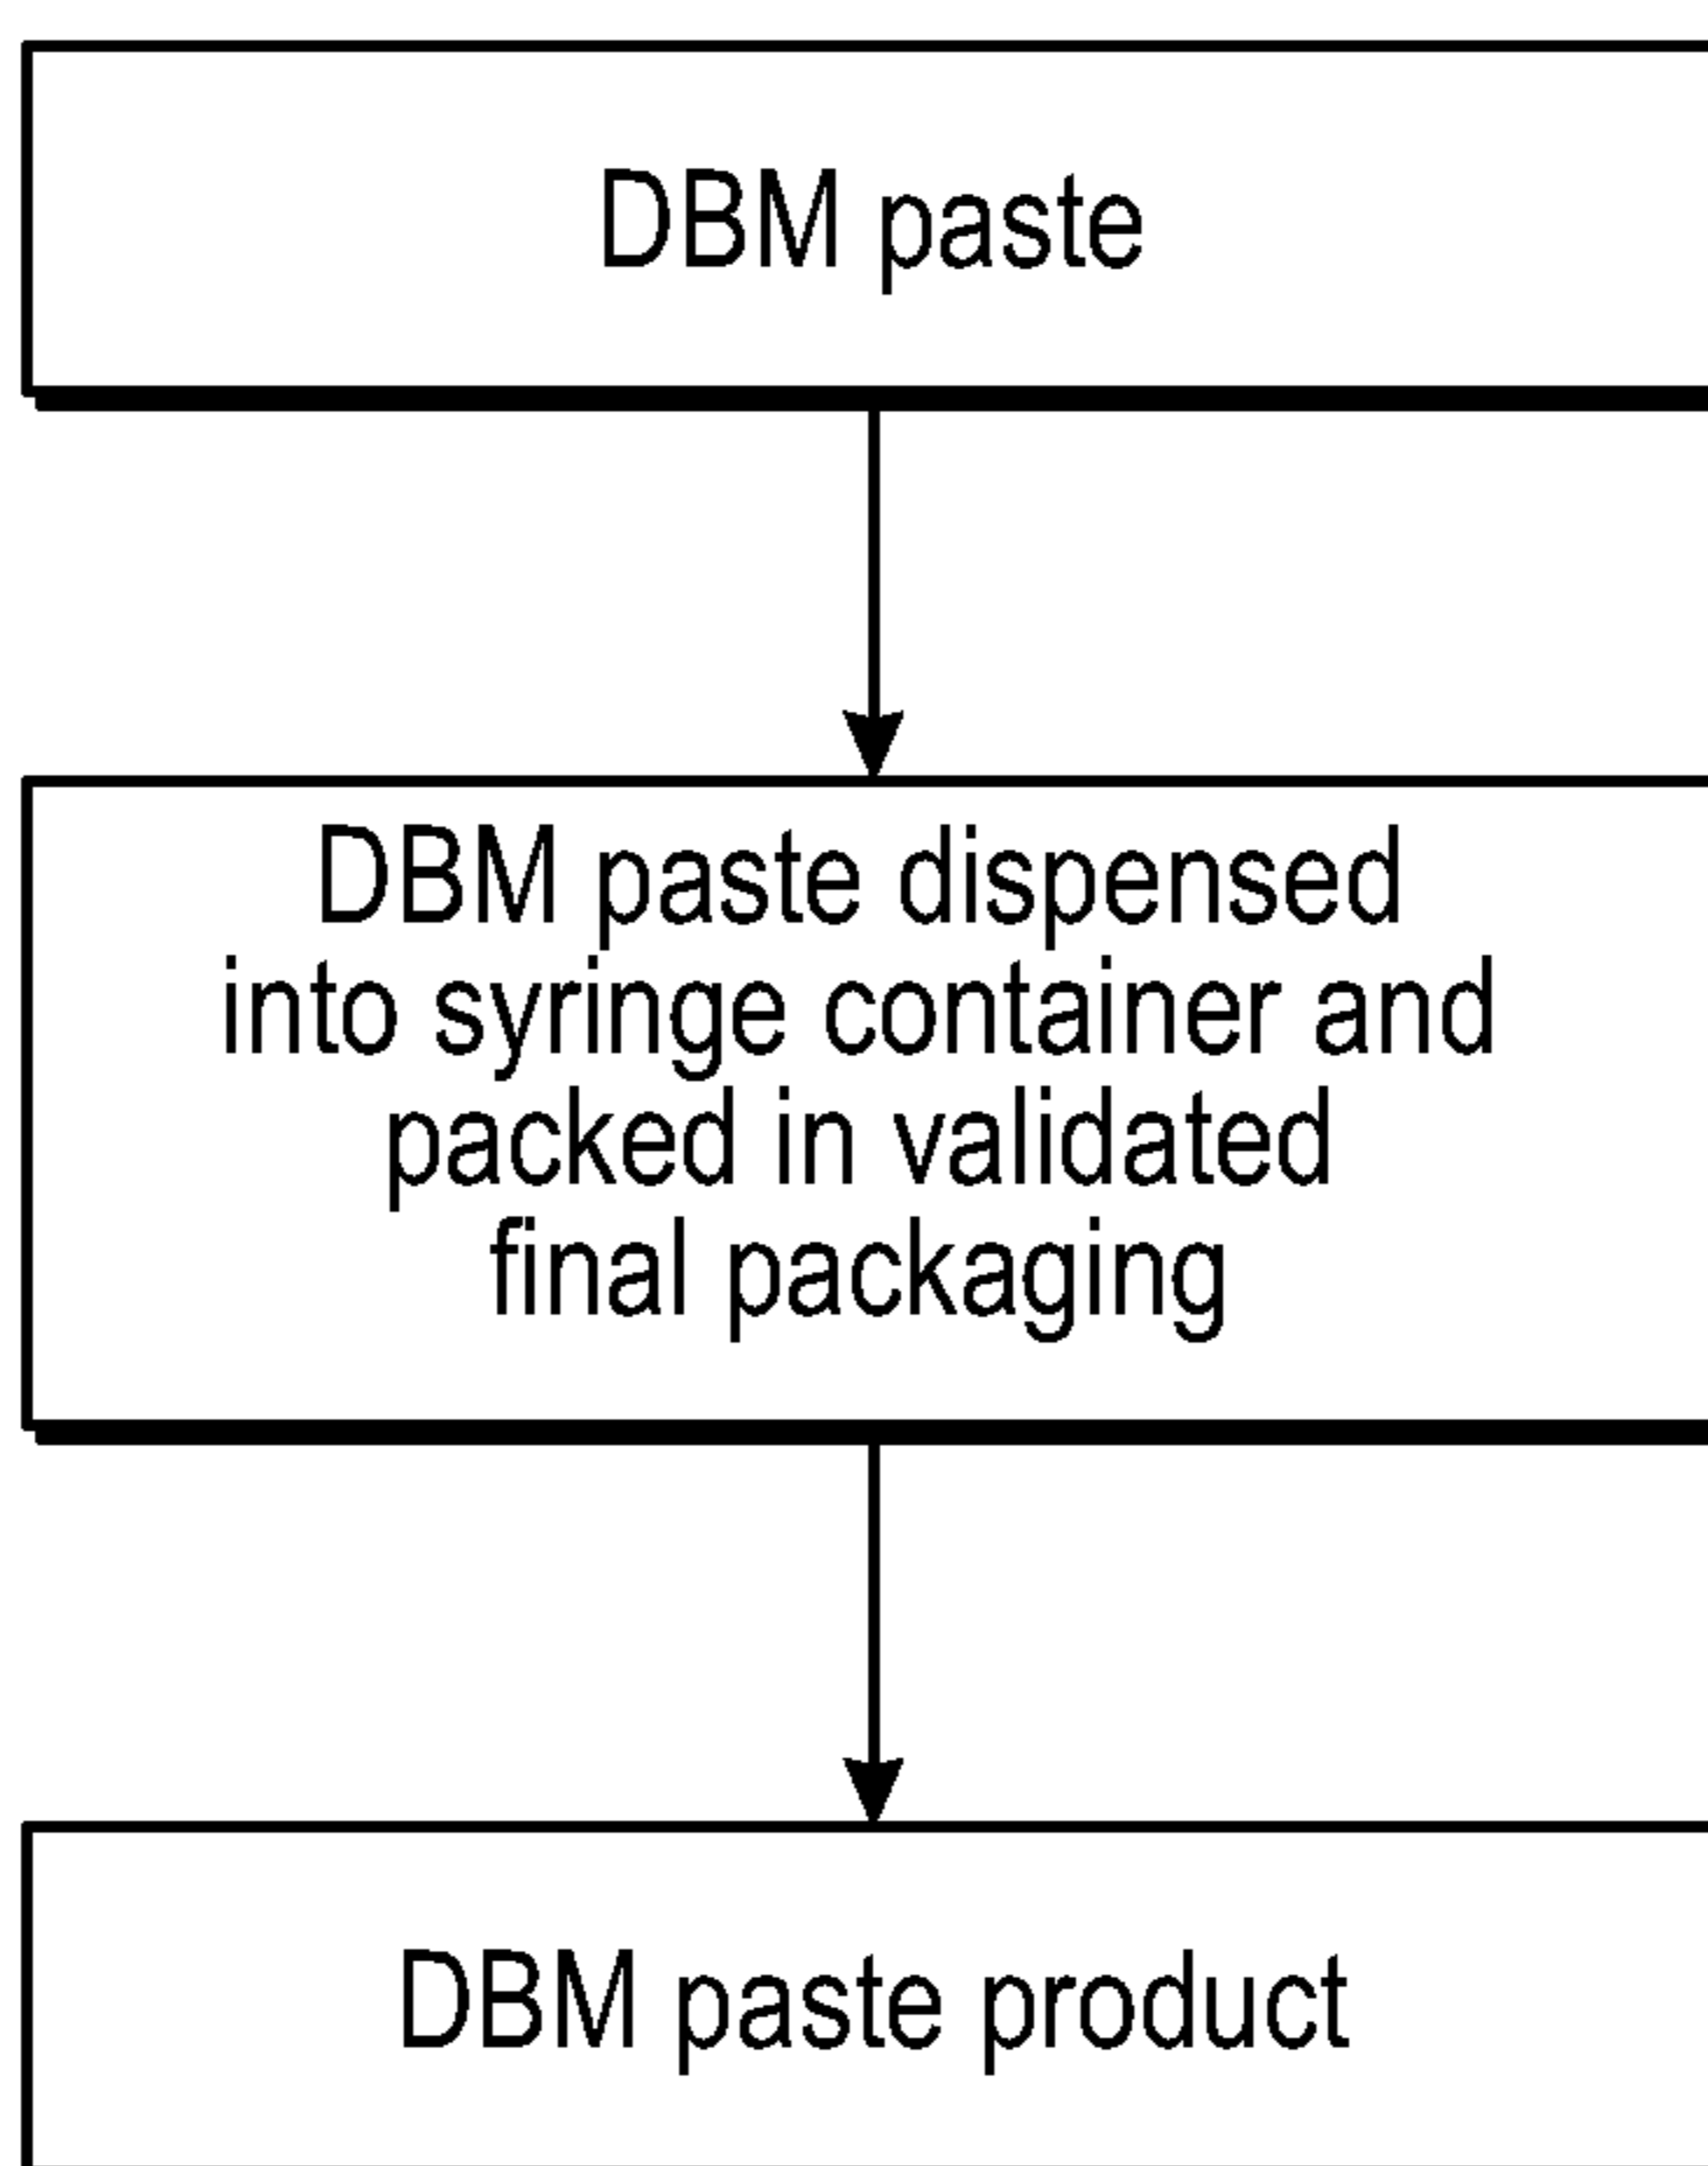 DBM paste
DBM paste dispensed
into syringe container and
packed in validated
final packaging
DBM paste product